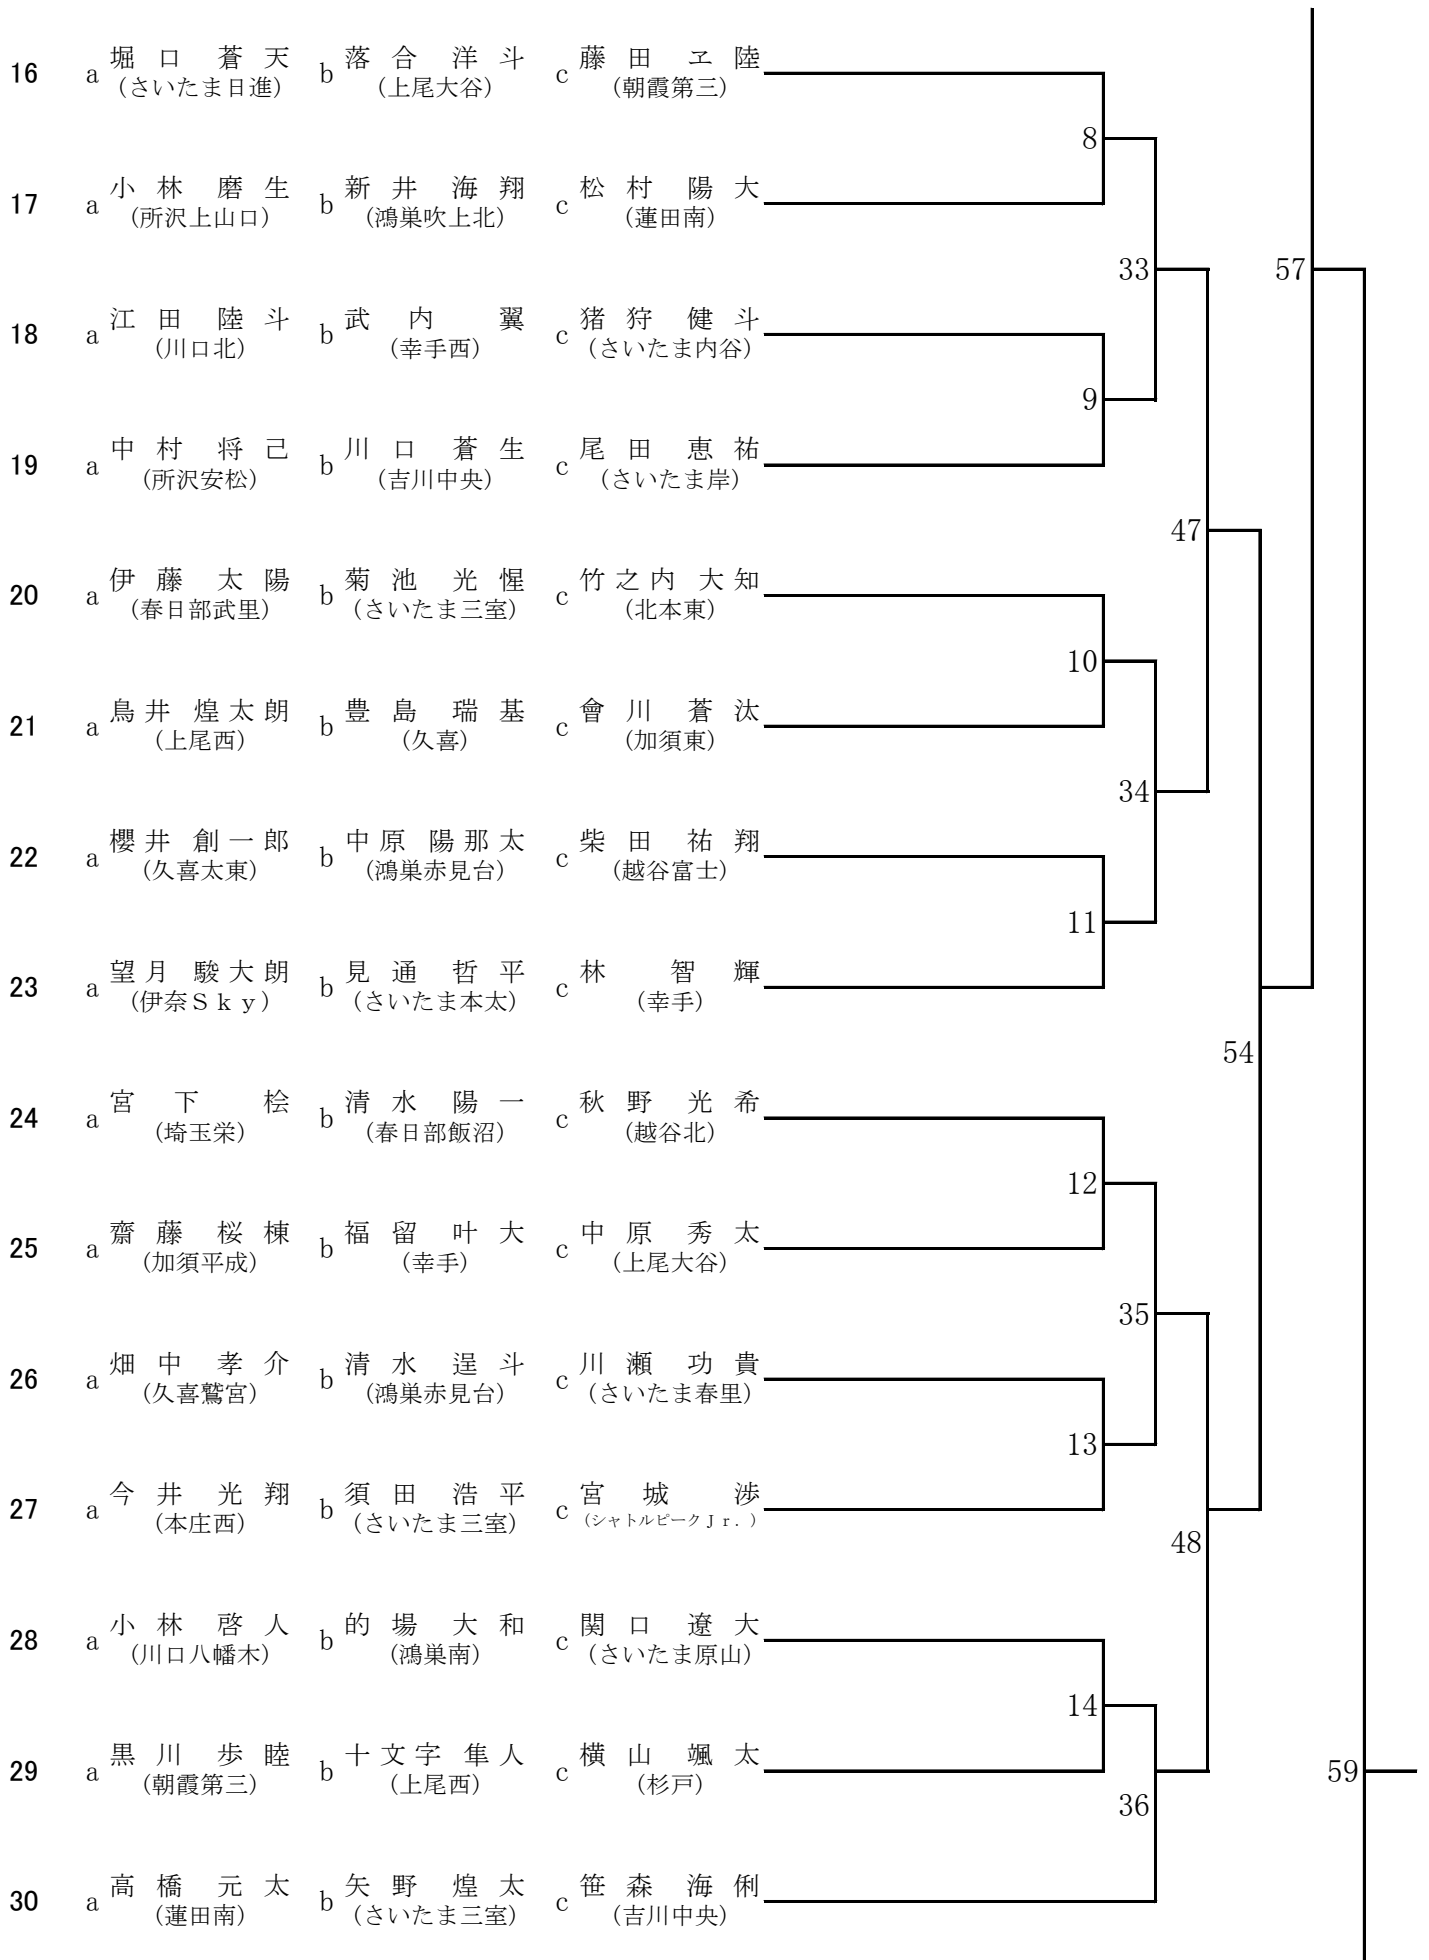 16 a 堀口 蒼天 b 落合 洋斗 c 藤田 ヱ陸
(さいたま日進) (上尾大谷) (朝霞第三)
8
17 a 小林 磨生 b 新井 海翔 c 松村 陽大
(所沢上山口) (鴻巣吹上北) (蓮田南)
33 57
18 a 江田 陸斗 b 武内 翼 c 猪狩 健斗
(川口北) (幸手西) (さいたま内谷)
9
19 a 中村 将己 b 川口 蒼生 c 尾田 恵祐
(所沢安松) (吉川中央) (さいたま岸)
47
20 a 伊藤 太陽 b 菊池 光惺 c 竹之内 大知
(春日部武里) (さいたま三室) (北本東)
10
21 a 鳥井 煌太朗 b 豊島 瑞基 c 會川 蒼汰
(上尾西) (久喜) (加須東)
34
22 a 櫻井 創一郎 b 中原 陽那太 c 柴田 祐翔
(久喜太東) (鴻巣赤見台) (越谷富士)
11
23 a 望月 駿大朗 b 見通 哲平 c 林 智輝
(伊奈Ｓｋｙ) (さいたま本太) (幸手)
54
24 a 宮下 桧 b 清水 陽一 c 秋野 光希
(埼玉栄) (春日部飯沼) (越谷北)
12
25 a 齋藤 桜棟 b 福留 叶大 c 中原 秀太
(加須平成) (幸手) (上尾大谷)
35
26 a 畑中 孝介 b 清水 逞斗 c 川瀬 功貴
(久喜鷲宮) (鴻巣赤見台) (さいたま春里)
13
27 a 今井 光翔 b 須田 浩平 c 宮城 渉
(本庄西) (さいたま三室) (シャトルピークＪｒ．)
48
28 a 小林 啓人 b 的場 大和 c 関口 遼大
(川口八幡木) (鴻巣南) (さいたま原山)
14
29 a 黒川 歩睦 b 十文字 隼人 c 横山 颯太
(朝霞第三) (上尾西) (杉戸)
59
36
30 a 高橋 元太 b 矢野 煌太 c 笹森 海俐
(蓮田南) (さいたま三室) (吉川中央)